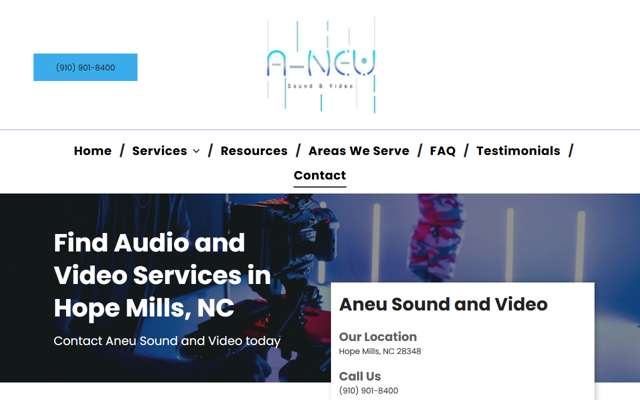 (910) 901-8400
A-NEU
Sound & Video
Home / Services / Resources / Areas We Serve / FAQ / Testimonials /
Contact
Find Audio and
Video Services in
Hope Mills, NC
Contact Aneu Sound and Video today
Aneu Sound and Video
Our Location
Hope Mills, NC 28348
Call Us
(910) 901-8400